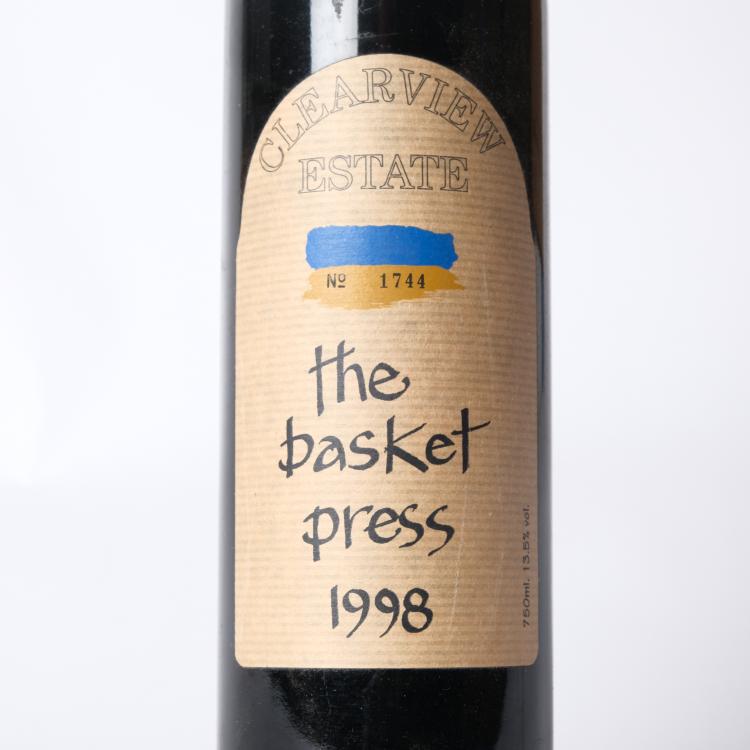 CLEARVIEW
ESTATE
Nº 1744
the
basket
press
1998
750ml. 13.5% vol.